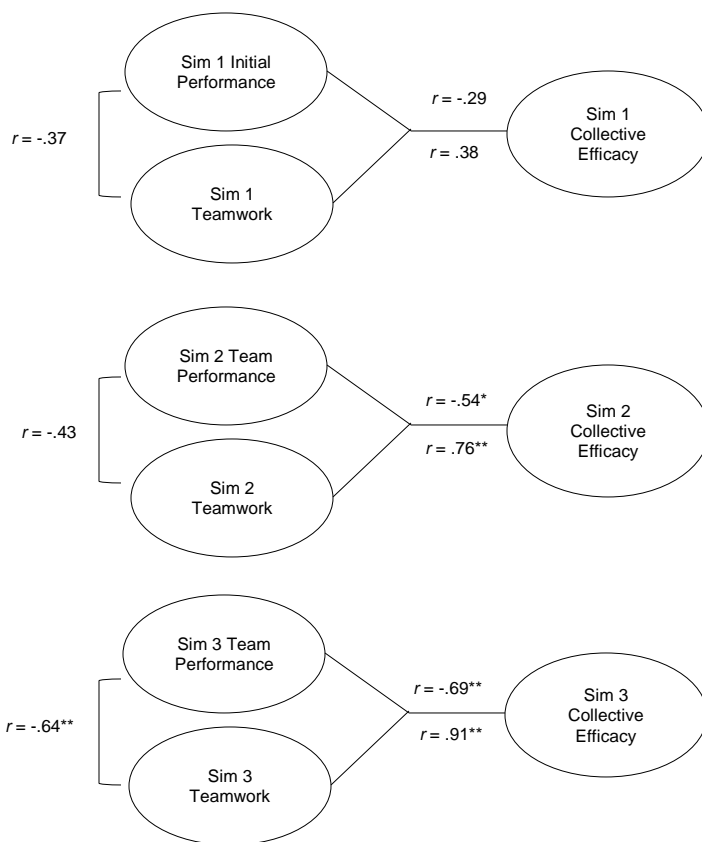 Sim 1 Initial
Performance
r = -.29
Sim 1
Collective
Efficacy
r = -.37
r = .38
Sim 1
Teamwork
Sim 2 Team
Performance
r = -.54*
Sim 2
Collective
Efficacy
r = -.43
r = .76**
Sim 2
Teamwork
Sim 3 Team
Performance
r = -.69**
Sim 3
Collective
Efficacy
r = -.64**
r = .91**
Sim 3
Teamwork